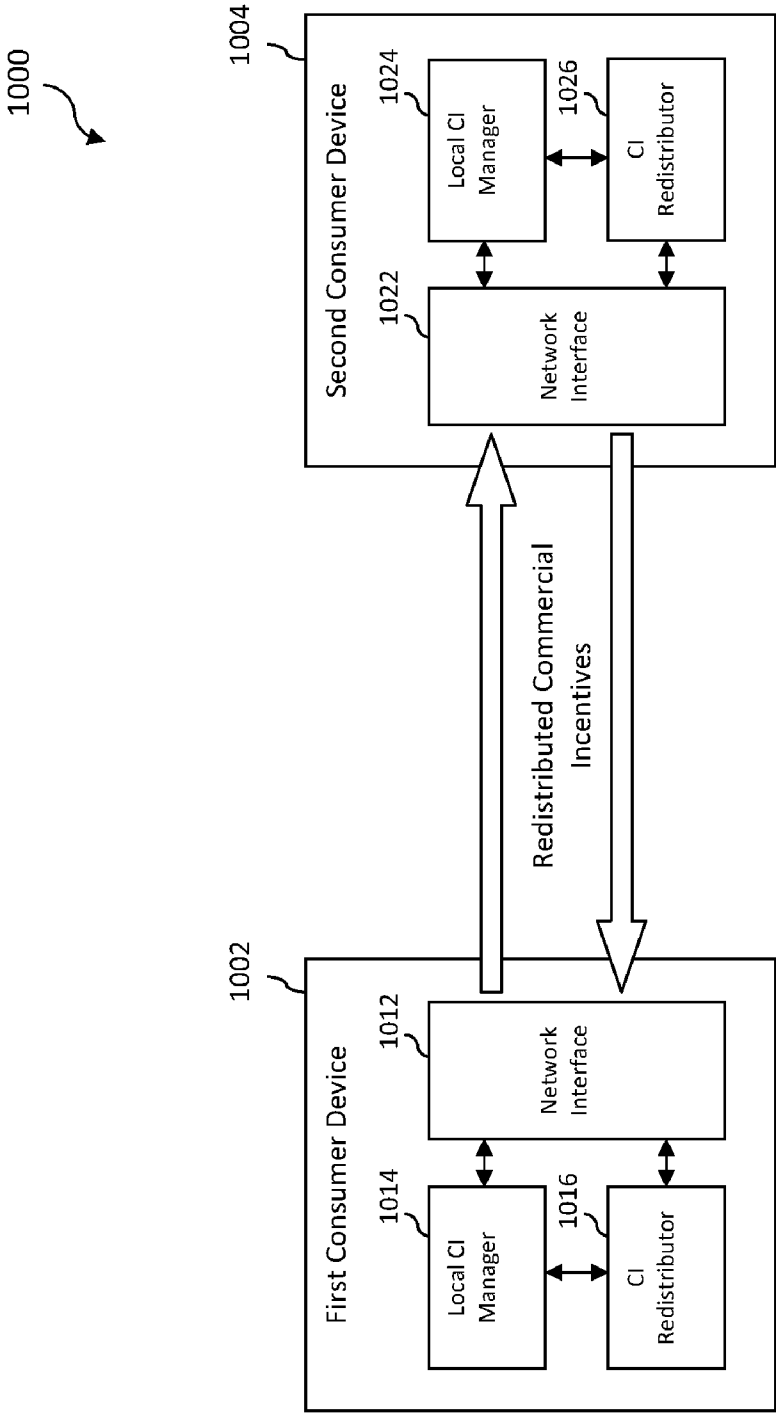 1000
1002
First Consumer Device
1014
Local CI
Manager
1016
CI
Redistributor
1012
Network
Interface
Redistributed Commercial
Incentives
1004
Second Consumer Device
1022
Network
Interface
1024
Local CI
Manager
1026
CI
Redistributor